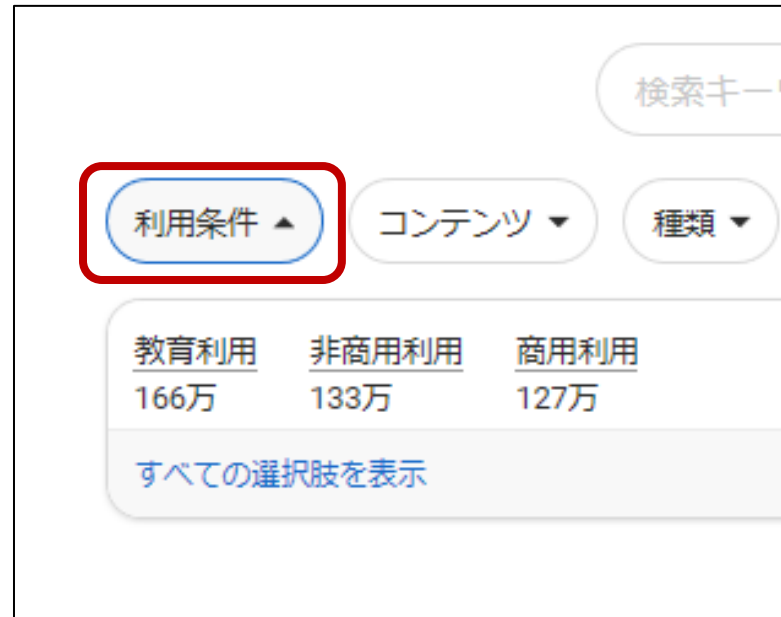 検索キー
利用条件 コンテンツ 種類
教育利用 非商用利用 商用利用
166万 133万 127万
すべての選択肢を表示